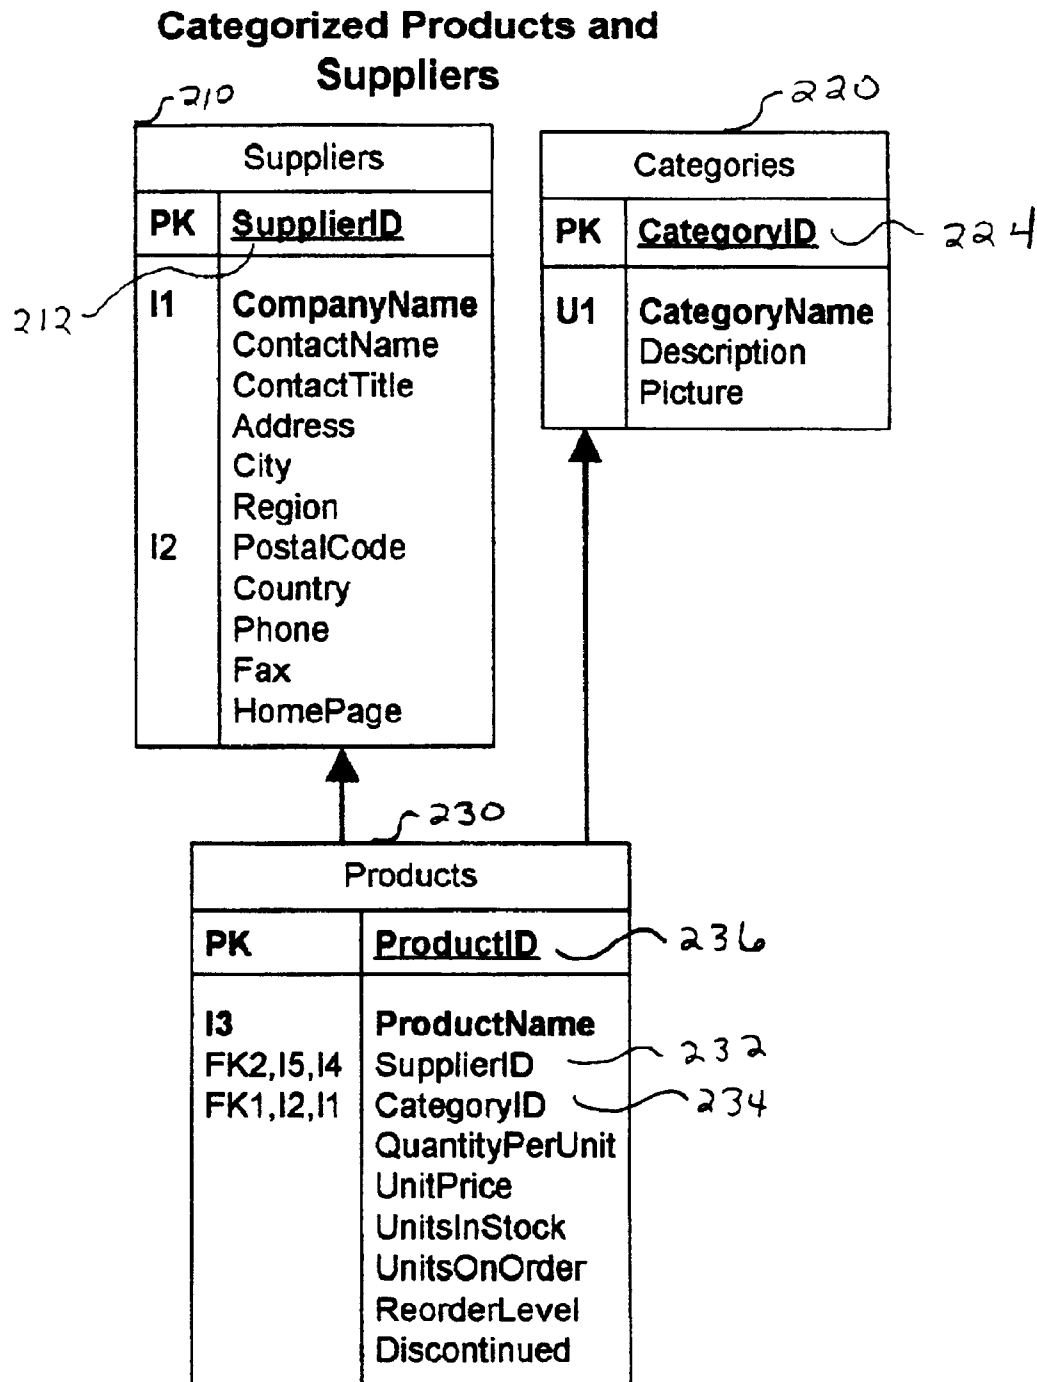 Categorized Products and
Suppliers
210
Suppliers
PK SupplierID
212
I1 CompanyName
ContactName
ContactTitle
Address
City
Region
I2 PostalCode
Country
Phone
Fax
HomePage
220
Categories
PK CategoryID 224
U1 CategoryName
Description
Picture
230
Products
PK ProductID 236
I3 ProductName
FK2,I5,I4 SupplierID 232
FK1,I2,I1 CategoryID 234
QuantityPerUnit
UnitPrice
UnitsInStock
UnitsOnOrder
ReorderLevel
Discontinued